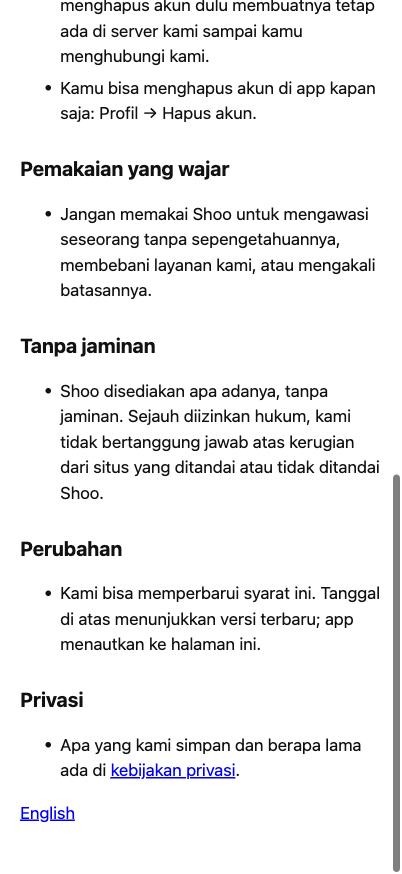 menghapus akun dulu membuatnya tetap
ada di server kami sampai kamu
menghubungi kami.
• Kamu bisa menghapus akun di app kapan
saja: Profil → Hapus akun.
Pemakaian yang wajar
• Jangan memakai Shoo untuk mengawasi
seseorang tanpa sepengetahuannya,
membebani layanan kami, atau mengakali
batasannya.
Tanpa jaminan
• Shoo disediakan apa adanya, tanpa
jaminan. Sejauh diizinkan hukum, kami
tidak bertanggung jawab atas kerugian
dari situs yang ditandai atau tidak ditandai
Shoo.
Perubahan
• Kami bisa memperbarui syarat ini. Tanggal
di atas menunjukkan versi terbaru; app
menautkan ke halaman ini.
Privasi
• Apa yang kami simpan dan berapa lama
ada di kebijakan privasi.
English